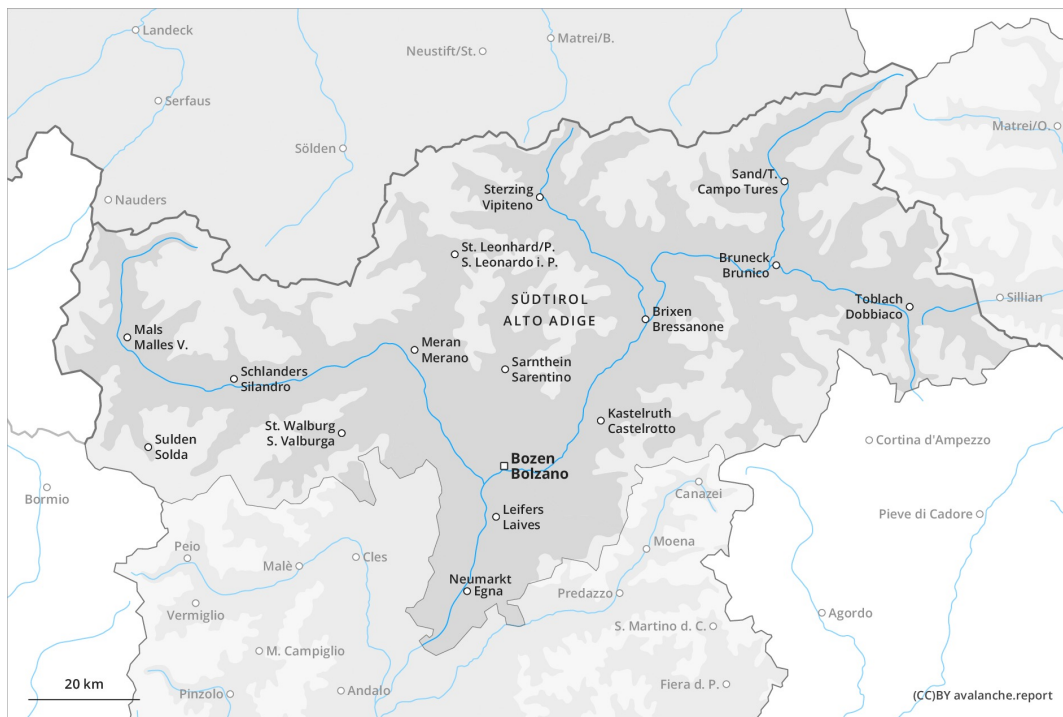 Landeck
Matrei/B.
Neustift/St.
Serfaus
Matrei/O.
Sölden
Sand/T.
Campo Tures
Sterzing
Vipiteno
Nauders
St. Leonhard/P.
S. Leonardo i. P.
Bruneck
Brunico
SÜDTIROL
ALTO ADIGE
Toblach
Dobbiaco
Sillian
Brixen
Bressanone
Mals
Malles V.
Meran
Merano
Sarnthein
Sarentino
Schlanders
Silandro
Kastelruth
Castelrotto
St. Walburg
S. Valburga
Sulden
Solda
Cortina d'Ampezzo
Bozen
Bolzano
Bormio
Canazei
Leifers
Laives
Pieve di Cadore
Moena
Peio
Malè
Cles
Neumarkt
Egna
Predazzo
Vermiglio
Agordo
S. Martino d. C.
M. Campiglio
20 km
Pinzolo
Andalo
Fiera d. P.
(CC)BY avalanche.report